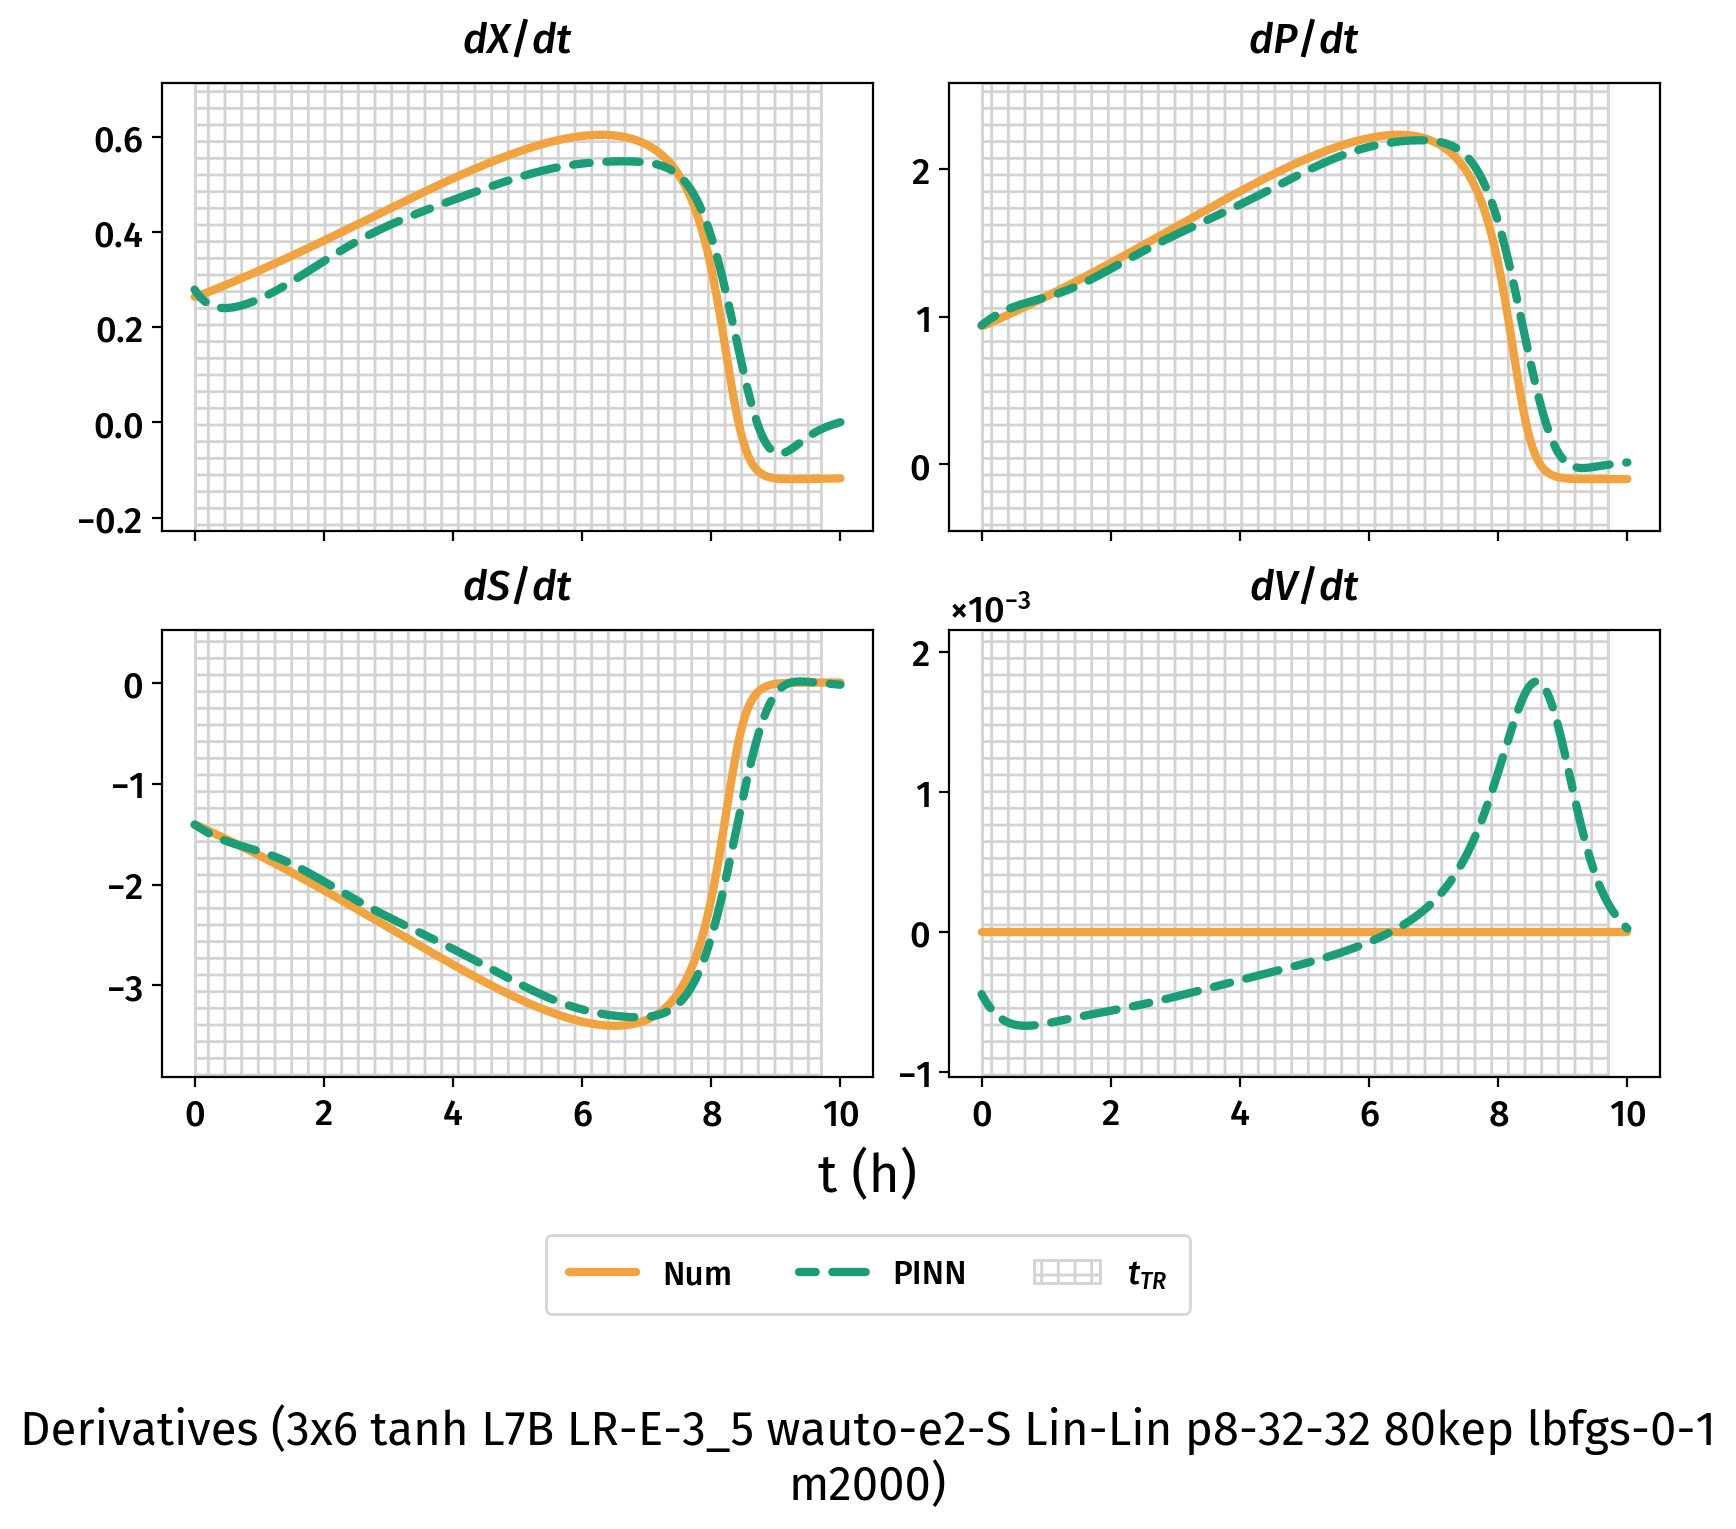 dX/dt
dP/dt
0.6
0.4
0.2
0.0
−0.2
2
1
0
dS/dt
dV/dt
×10⁻³
0
−1
−2
−3
2
1
0
−1
0 2 4 6 8 10
0 2 4 6 8 10
t (h)
Num PINN t_TR
Derivatives (3x6 tanh L7B LR-E-3_5 wauto-e2-S Lin-Lin p8-32-32 80kep lbfgs-0-1
m2000)